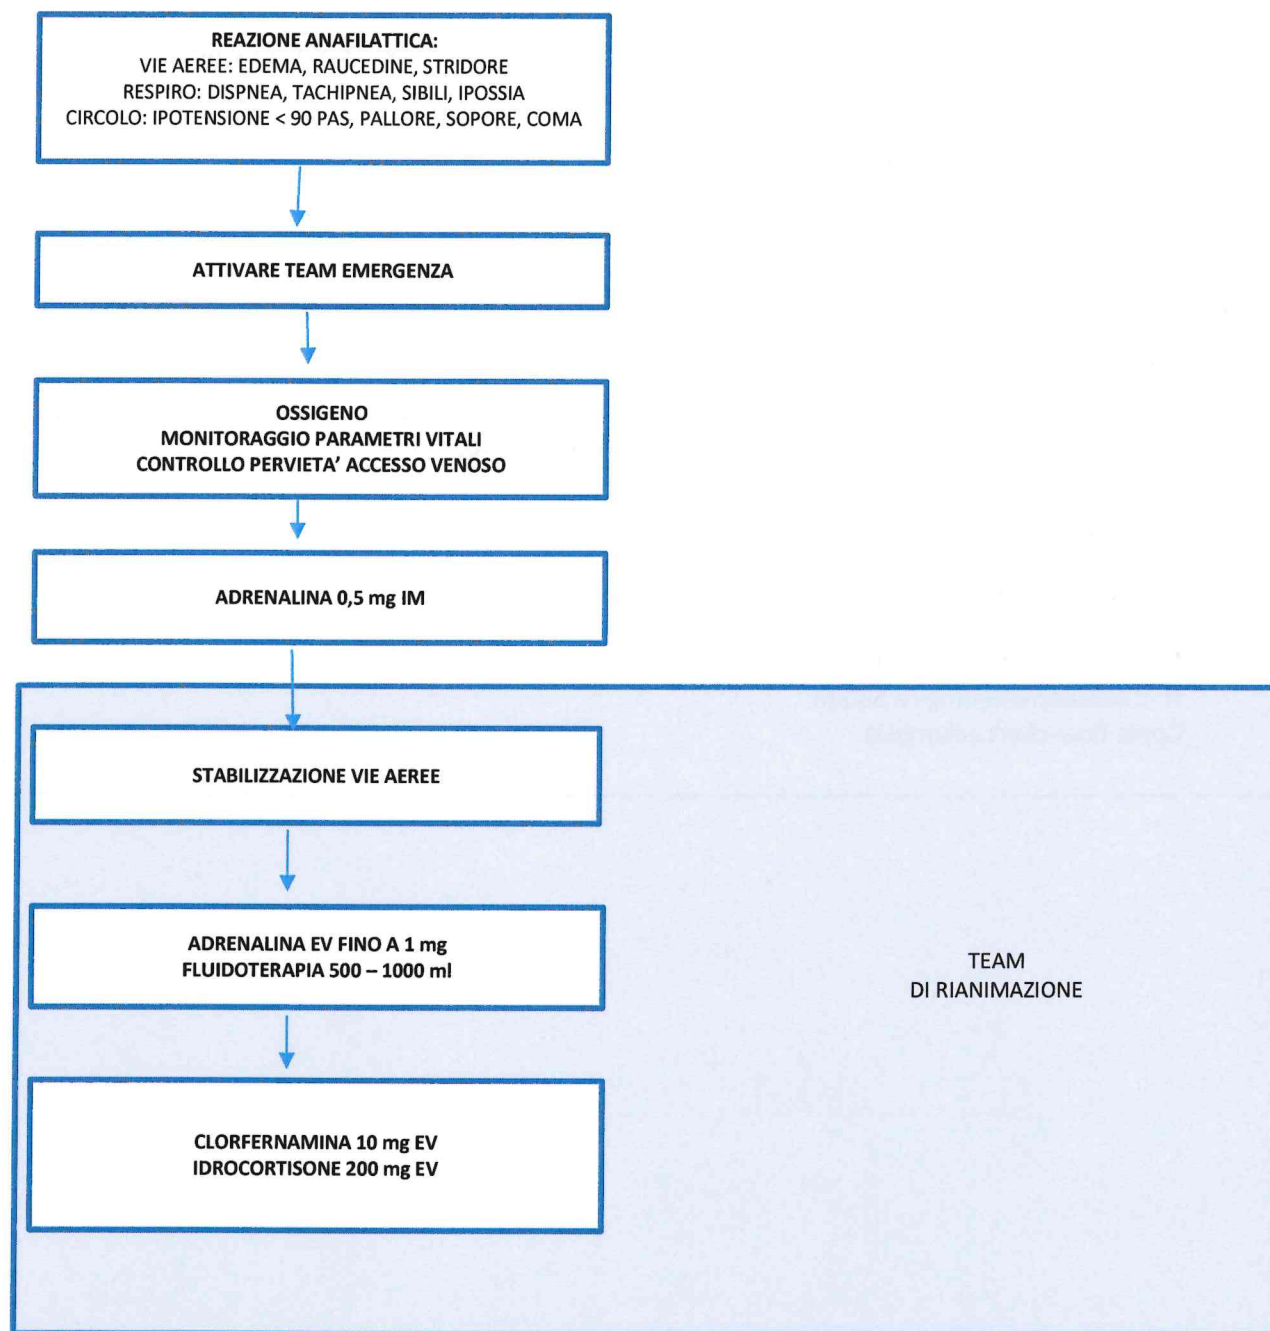 REAZIONE ANAFILATTICA:
VIE AEREE: EDEMA, RAUCEDINE, STRIDORE
RESPIRO: DISPNEA, TACHIPNEA, SIBILI, IPOSSIA
CIRCOLO: IPOTENSIONE < 90 PAS, PALLORE, SOPORE, COMA
ATTIVARE TEAM EMERGENZA
OSSIGENO
MONITORAGGIO PARAMETRI VITALI
CONTROLLO PERVIETA’ ACCESSO VENOSO
ADRENALINA 0,5 mg IM
STABILIZZAZIONE VIE AEREE
ADRENALINA EV FINO A 1 mg
FLUIDOTERAPIA 500 – 1000 ml
TEAM
DI RIANIMAZIONE
CLORFERNAMINA 10 mg EV
IDROCORTISONE 200 mg EV